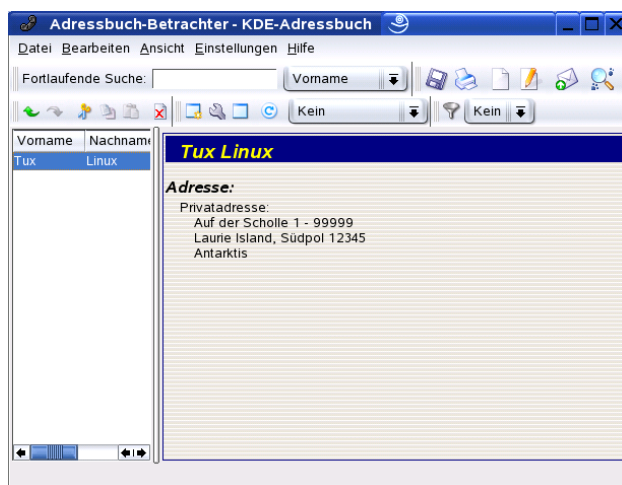 Adressbuch-Betrachter - KDE-Adressbuch
Datei Bearbeiten Ansicht Einstellungen Hilfe
Fortlaufende Suche: Vorname
Kein Kein
Vorname Nachname
Tux Linux
Tux Linux
Adresse:
Privatadresse:
Auf der Scholle 1 - 99999
Laurie Island, Südpol 12345
Antarktis